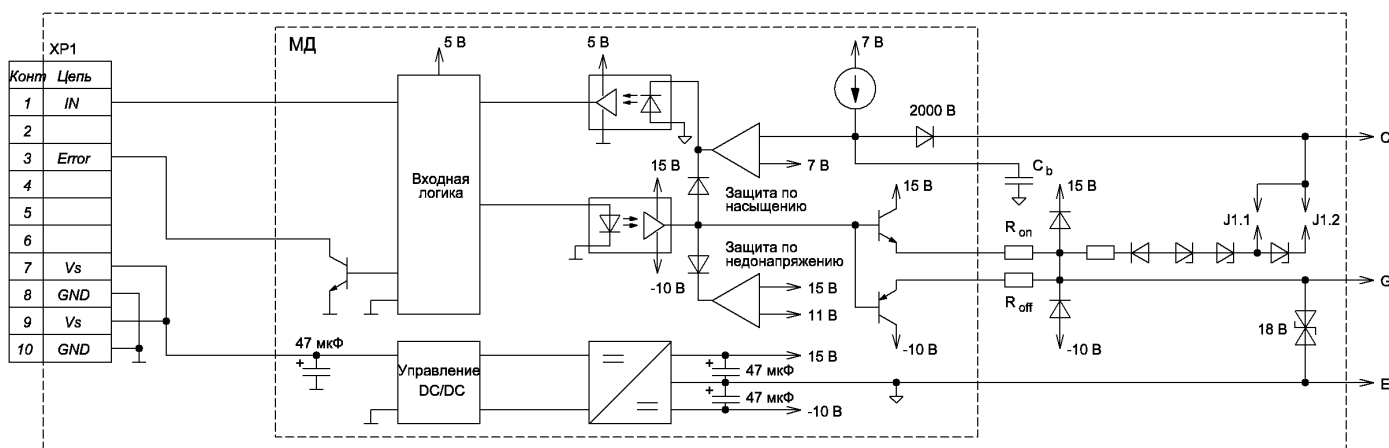 XP1
Конт Цепь
1 IN
2
3 Error
4
5
6
7 Vs
8 GND
9 Vs
10 GND
МД
5 В
Входная
логика
5 В
7 В
2000 В
7 В
C b
15 В
Защита по
насыщению
Защита по
недонапряжению
-10 В
15 В
11 В
15 В
-10 В
R on
R off
15 В
-10 В
J1.1
J1.2
18 В
C
G
E
47 мкФ
+
Управление
DC/DC
+
47 мкФ
+
47 мкФ
15 В
-10 В